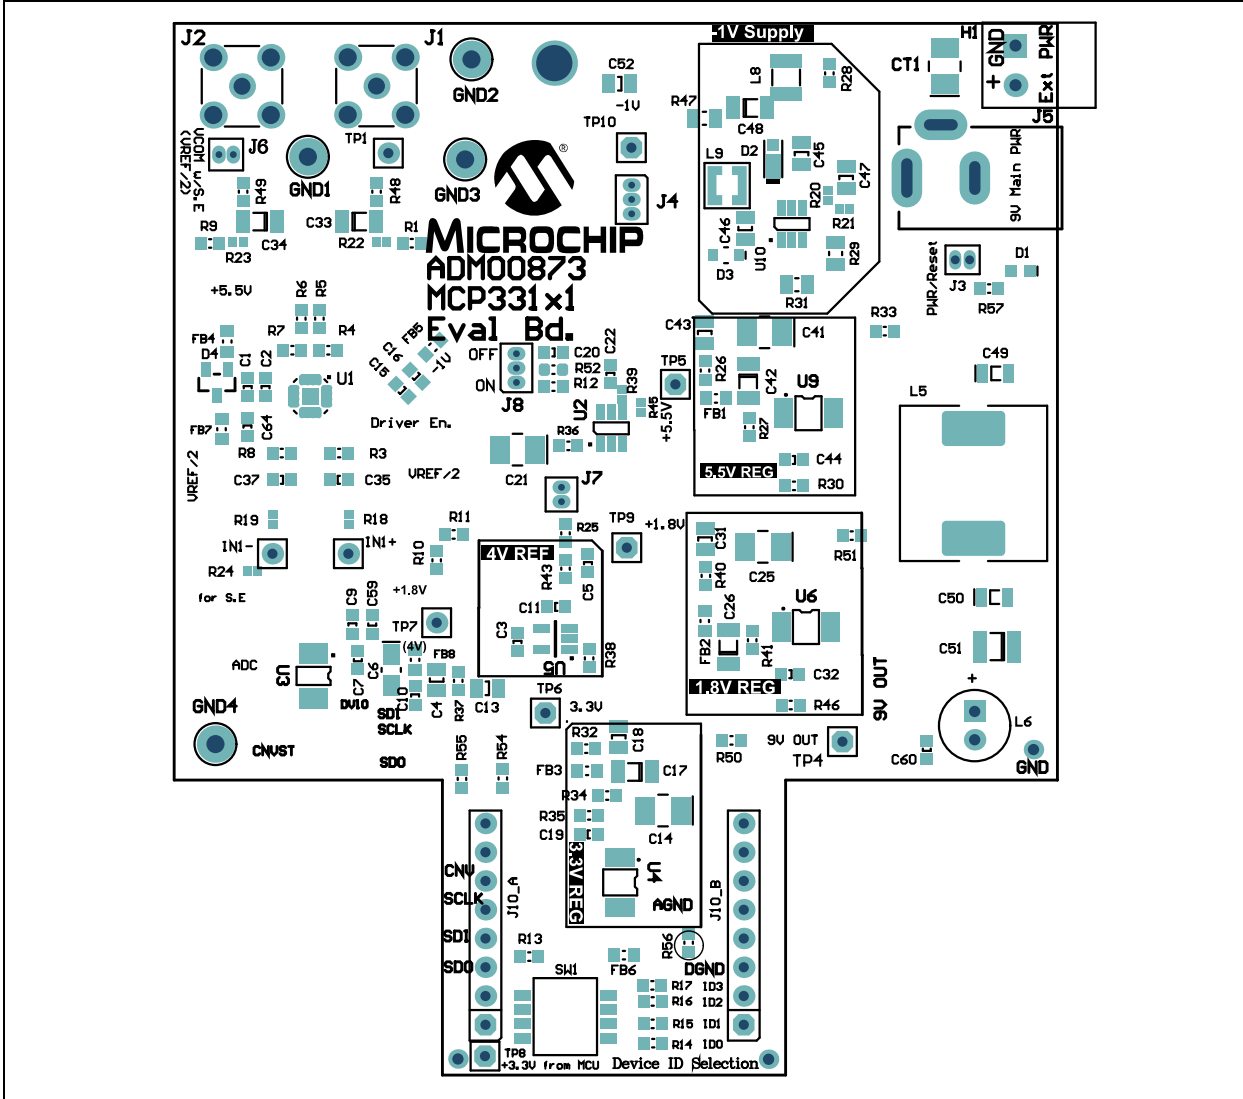 -1V Supply
J2
J1
H1
GND
+
Ext PWR
CT1
J5
9V Main PWR
C52
-1V
L8
R28
GND2
R47
C48
TP10
VCOM w/S.E
(VREF/2)
J6
TP1
GND1
GND3
®
L9
D2
C45
C47
J4
R20
R21
R49
R48
C33
C34
R9
R23
R22
R1
C46
D3
U10
R29
R31
MICROCHIP
ADM00873
MCP331x1
Eval Bd.
PWR/Reset
J3
D1
R57
+5.5V
R6
R5
R7
R4
FB4
D4
C1
C2
U1
FB5
C16
C15
-1V
OFF
ON
J8
C20
R52
R12
C22
R39
R45
U2
TP5
+5.5V
C43
C41
R33
R26
C42
U9
FB1
R27
C44
5.5V REG
R30
C49
L5
FB7
C64
Driver En.
R36
C21
R8
R3
VREF/2
C37
C35
VREF/2
J7
R19
R18
R11
R25
TP9
+1.8V
IN1-
IN1+
R10
R24
for S.E
4V REF
R43
C5
C11
C3
U5
R38
C31
C25
R51
R40
C26
U6
FB2
R41
C32
1.8V REG
R46
C50
C51
9V OUT
+
L6
+1.8V
C9
C59
TP7
(4V)
ADC
U3
C7
C6
FB8
DVIO
C10
C4
R37
C13
SDI
SCLK
SDO
GND4
CNVST
TP6
3.3V
R32
C18
R50
9V OUT
TP4
C60
GND
R55
R54
FB3
C17
R34
R35
C19
C14
3.3V REG
U4
AGND
CNV
SCLK
SDI
SDO
J10_A
J10_B
R56
R13
FB6
DGND
SW1
R17 ID3
R16 ID2
R15 ID1
R14 ID0
TP8
+3.3V from MCU
Device ID Selection